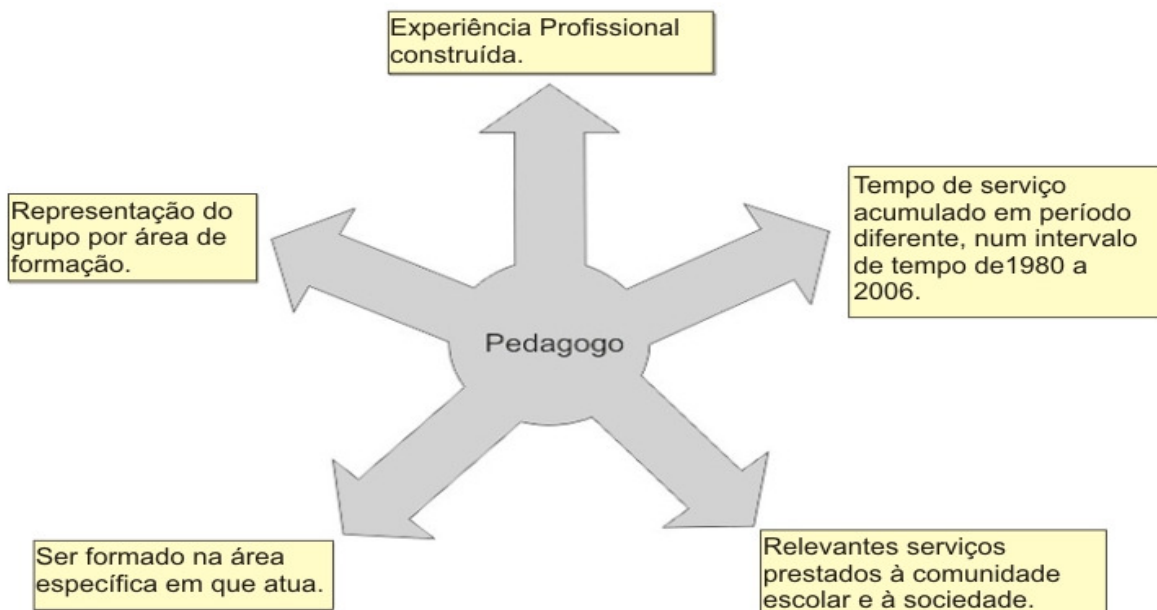 Experiência Profissional
construída.
Representação do
grupo por área de
formação.
Tempo de serviço
acumulado em período
diferente, num intervalo
de tempo de1980 a
2006.
Pedagogo
Ser formado na área
específica em que atua.
Relevantes serviços
prestados à comunidade
escolar e à sociedade.